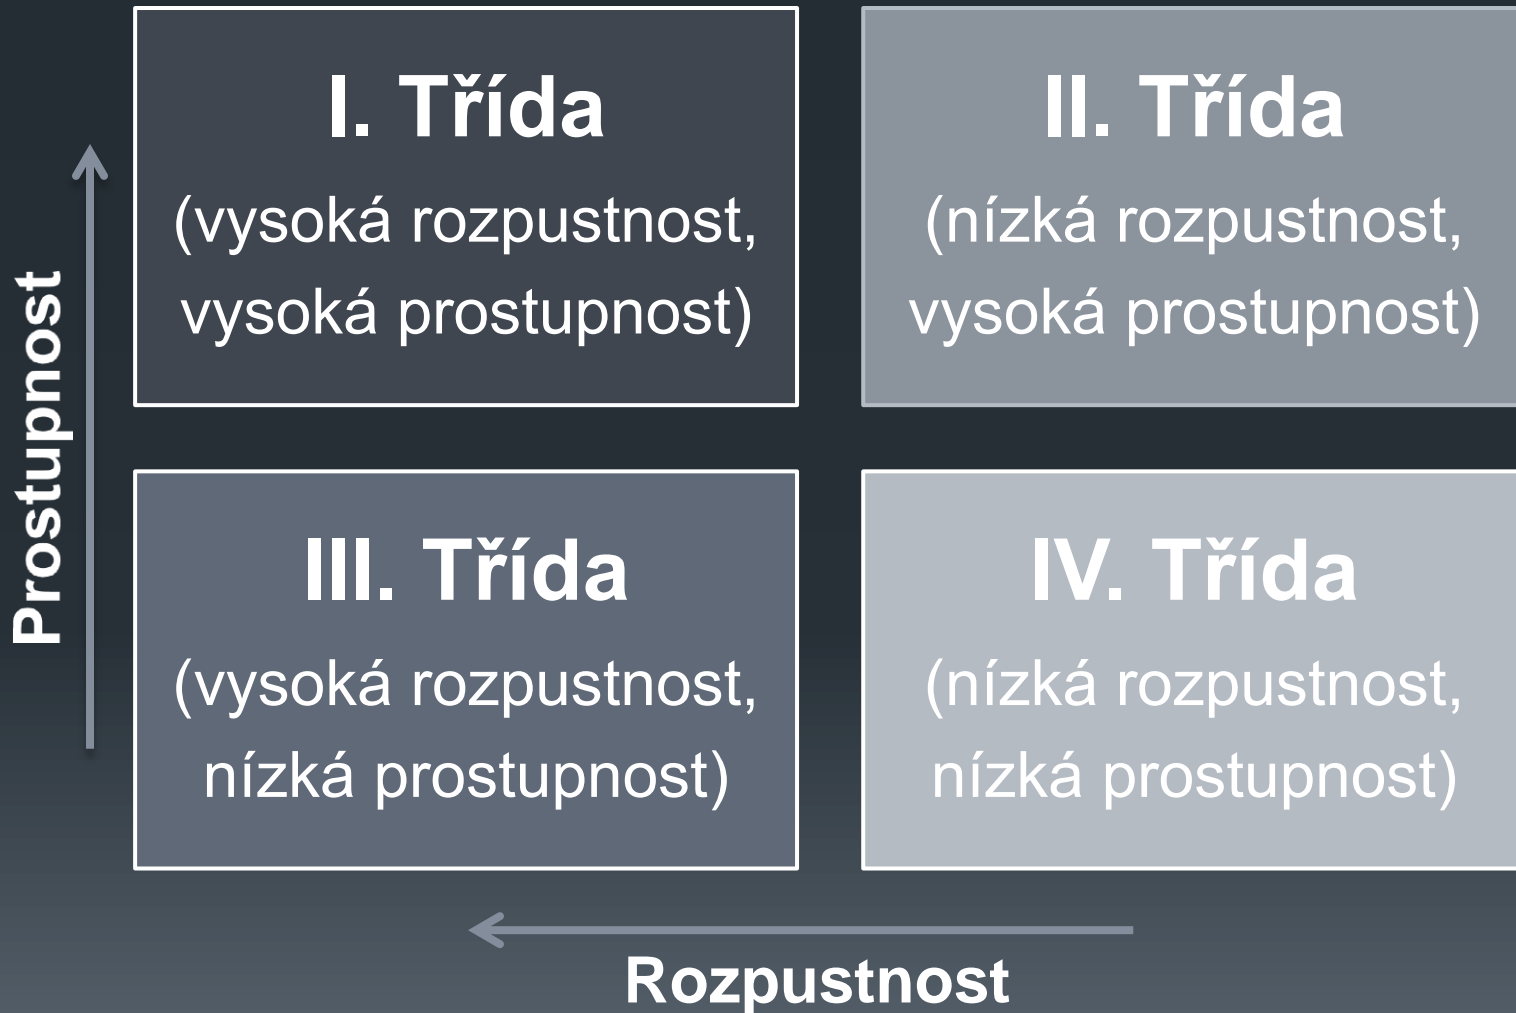 I. Třída
(vysoká rozpustnost,
vysoká prostupnost)
II. Třída
(nízká rozpustnost,
vysoká prostupnost)
Prostupnost
III. Třída
(vysoká rozpustnost,
nízká prostupnost)
IV. Třída
(nízká rozpustnost,
nízká prostupnost)
Rozpustnost